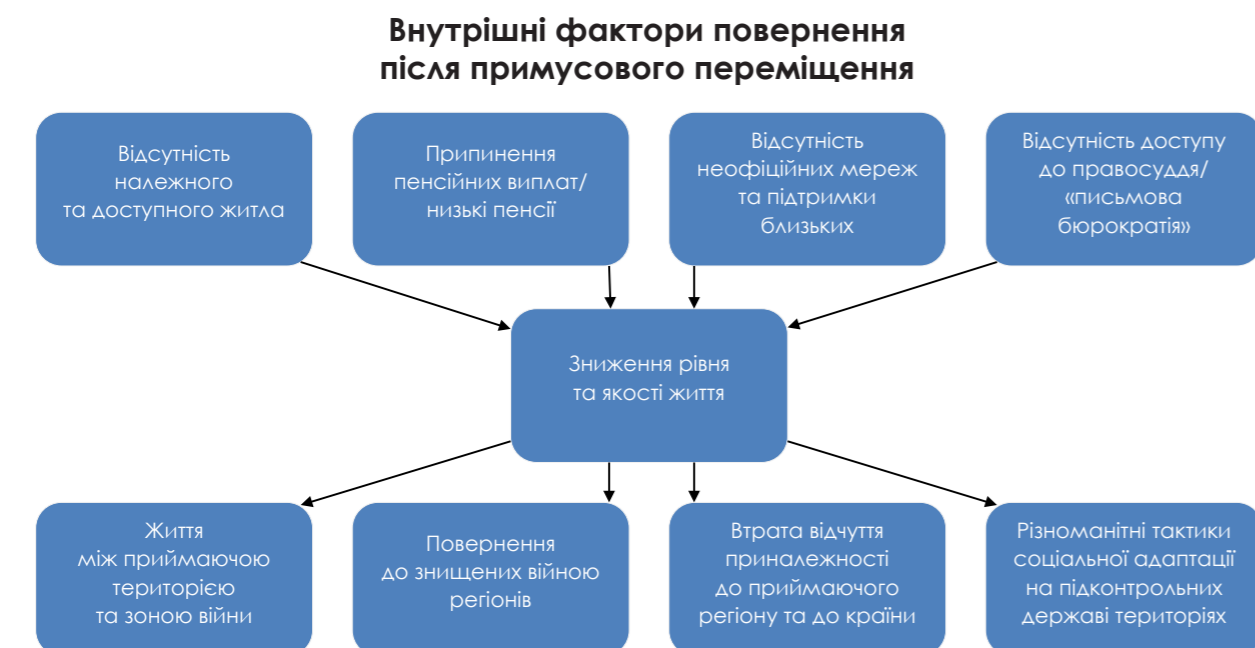 Внутрішні фактори повернення
після примусового переміщення
Відсутність
належного
та доступного житла
Припинення
пенсійних виплат/
низькі пенсії
Відсутність
неофіційних мереж
та підтримки
близьких
Відсутність доступу
до правосуддя/
«письмова
бюрократія»
Зниження рівня
та якості життя
Життя
між приймаючою
територією
та зоною війни
Повернення
до знищених війною
регіонів
Втрата відчуття
приналежності
до приймаючого
регіону та до країни
Різноманітні тактики
соціальної адаптації
на підконтрольних
державі територіях